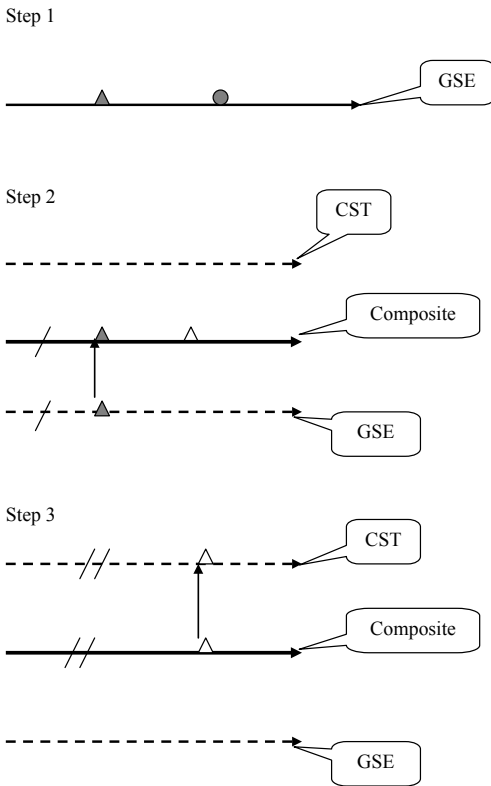 Step 1
GSE
Step 2
CST
Composite
GSE
Step 3
CST
Composite
GSE